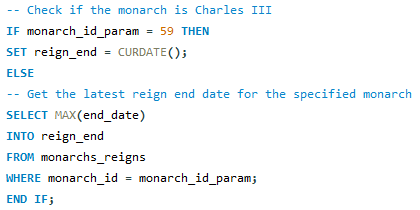 -- Check if the monarch is Charles III
IF monarch_id_param = 59 THEN
SET reign_end = CURDATE();
ELSE
-- Get the latest reign end date for the specified monarch
SELECT MAX(end_date)
INTO reign_end
FROM monarchs_reigns
WHERE monarch_id = monarch_id_param;
END IF;